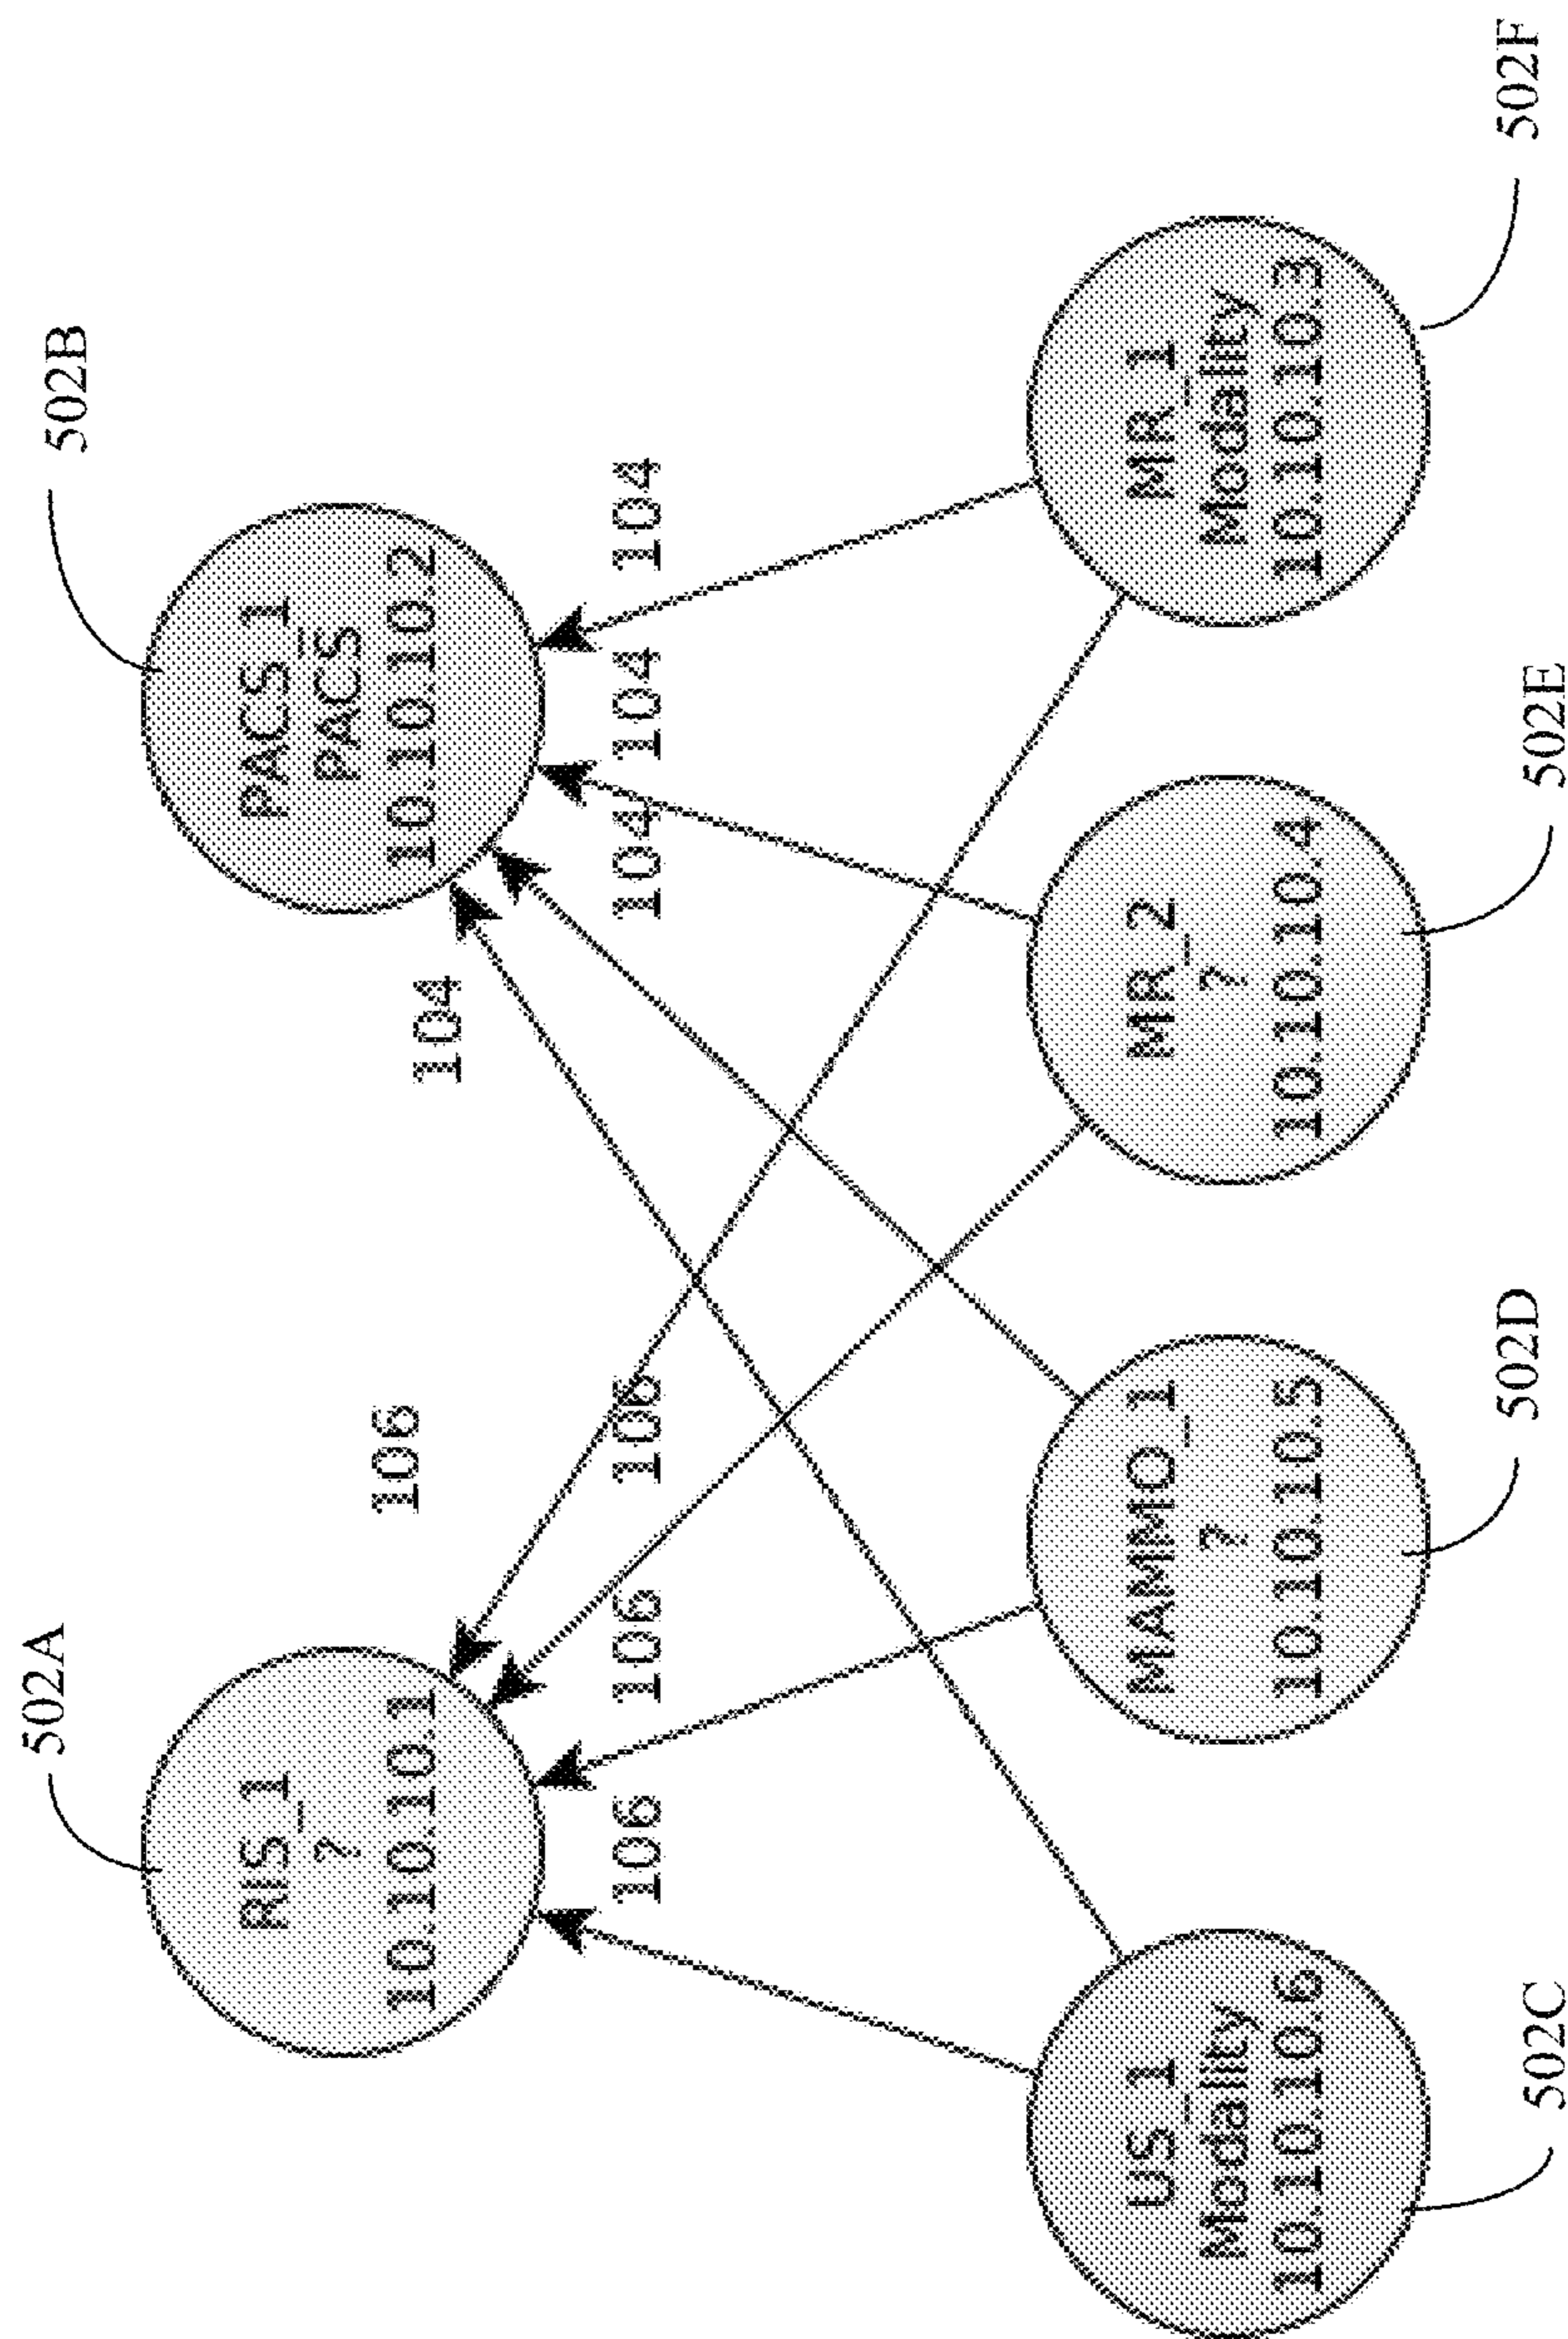 502A
RIS_1
?
10.10.10.1
502B
PACS_1
PACS
10.10.10.2
106
104
106
106
106
104
104
104
US_1
Modality
10.10.10.6
MAMMO_1
?
10.10.10.5
MR_2
?
10.10.10.4
MR_1
Modality
10.10.10.3
502C
502D
502E
502F